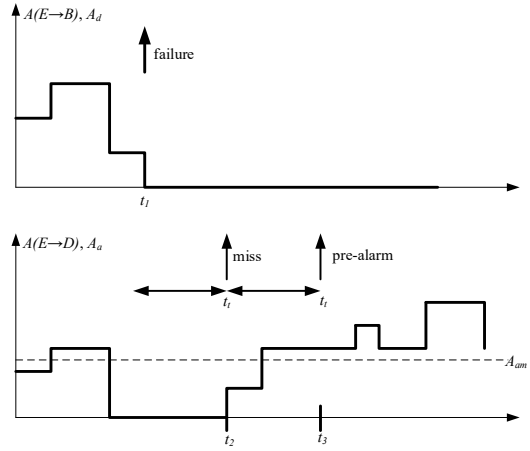 A(E→B), A_d
failure
t_1
A(E→D), A_a
miss
pre-alarm
t_t
t_t
A_am
t_2
t_3